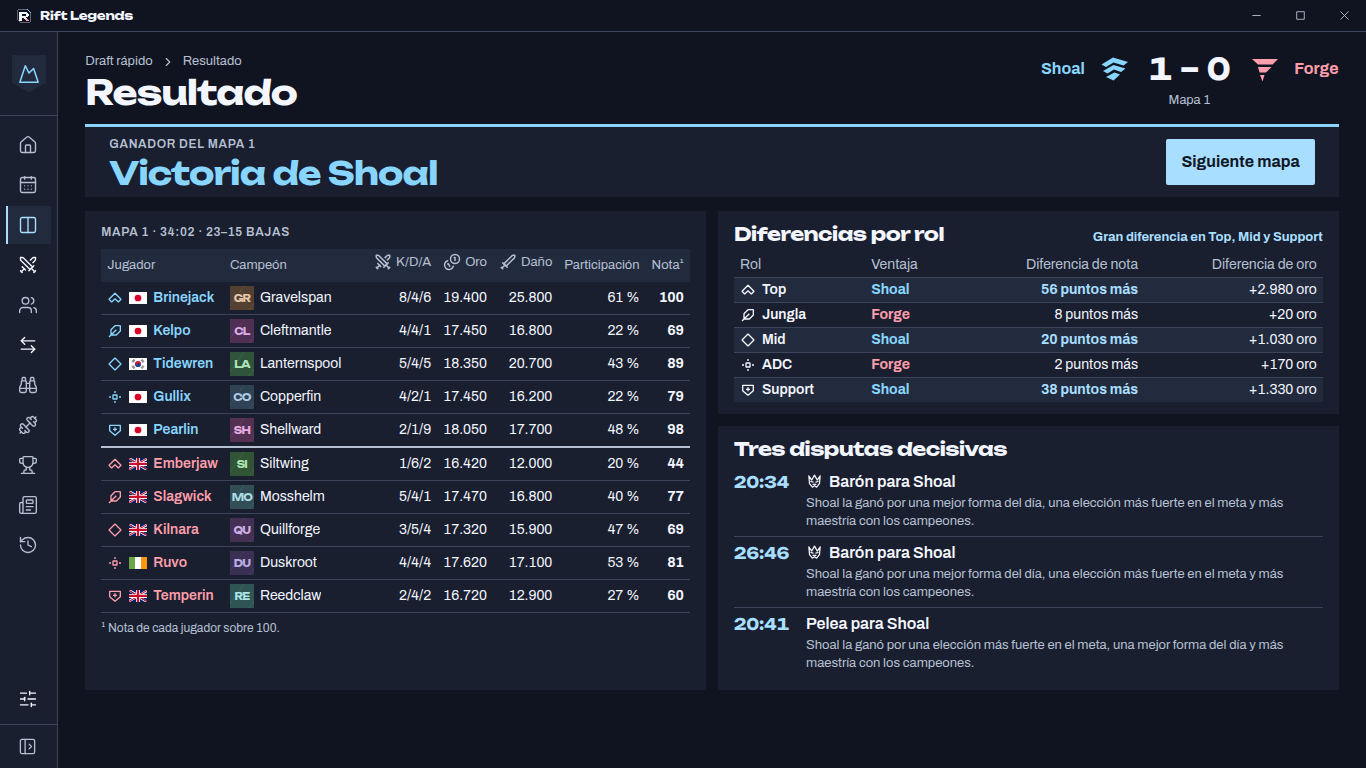 Rift Legends
Draft rápido > Resultado
Resultado
Shoal 1 – 0 Forge
Mapa 1
GANADOR DEL MAPA 1
Victoria de Shoal
Siguiente mapa
MAPA 1 · 34:02 · 23–15 BAJAS
Jugador Campeón K/D/A Oro Daño Participación Nota¹
Brinejack GR Gravelspan 8/4/6 19.400 25.800 61 % 100
Kelpo CL Cleftmantle 4/4/1 17.450 16.800 22 % 69
Tidewren LA Lanternspool 5/4/5 18.350 20.700 43 % 89
Gullix CO Copperfin 4/2/1 17.450 16.200 22 % 79
Pearlin SH Shellward 2/1/9 18.050 17.700 48 % 98
Emberjaw SI Siltwing 1/6/2 16.420 12.000 20 % 44
Slagwick MO Mosshelm 5/4/1 17.470 16.800 40 % 77
Kilnara QU Quillforge 3/5/4 17.320 15.900 47 % 69
Ruvo DU Duskroot 4/4/4 17.620 17.100 53 % 81
Temperin RE Reedclaw 2/4/2 16.720 12.900 27 % 60
¹ Nota de cada jugador sobre 100.
Diferencias por rol Gran diferencia en Top, Mid y Support
Rol Ventaja Diferencia de nota Diferencia de oro
Top Shoal 56 puntos más +2.980 oro
Jungla Forge 8 puntos más +20 oro
Mid Shoal 20 puntos más +1.030 oro
ADC Forge 2 puntos más +170 oro
Support Shoal 38 puntos más +1.330 oro
Tres disputas decisivas
20:34 Barón para Shoal
Shoal la ganó por una mejor forma del día, una elección más fuerte en el meta y más
maestría con los campeones.
26:46 Barón para Shoal
Shoal la ganó por una mejor forma del día, una elección más fuerte en el meta y más
maestría con los campeones.
20:41 Pelea para Shoal
Shoal la ganó por una elección más fuerte en el meta, una mejor forma del día y más
maestría con los campeones.